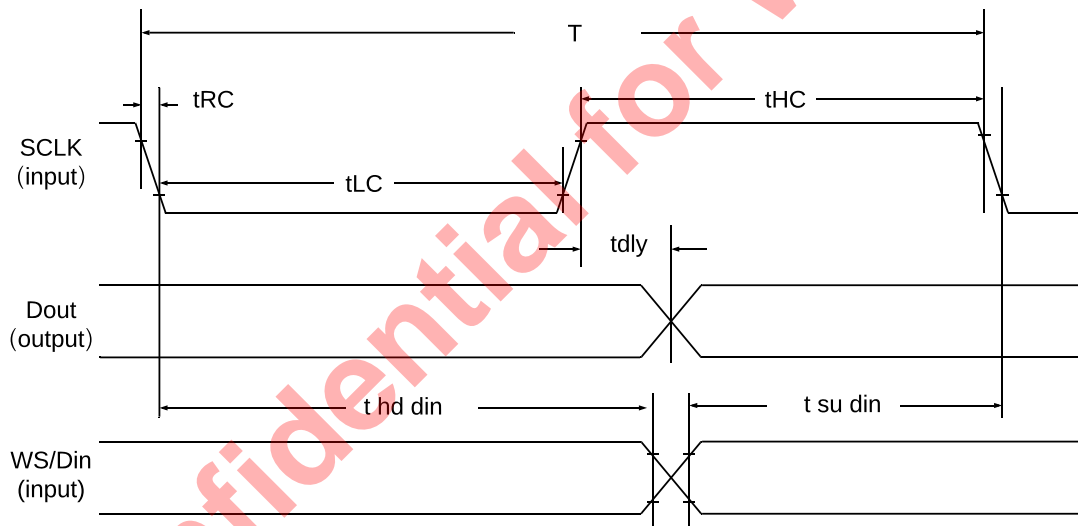 T
tRC
tHC
SCLK
（input）
tLC
tdly
Dout
（output）
t hd din
t su din
WS/Din
(input)
fidential for